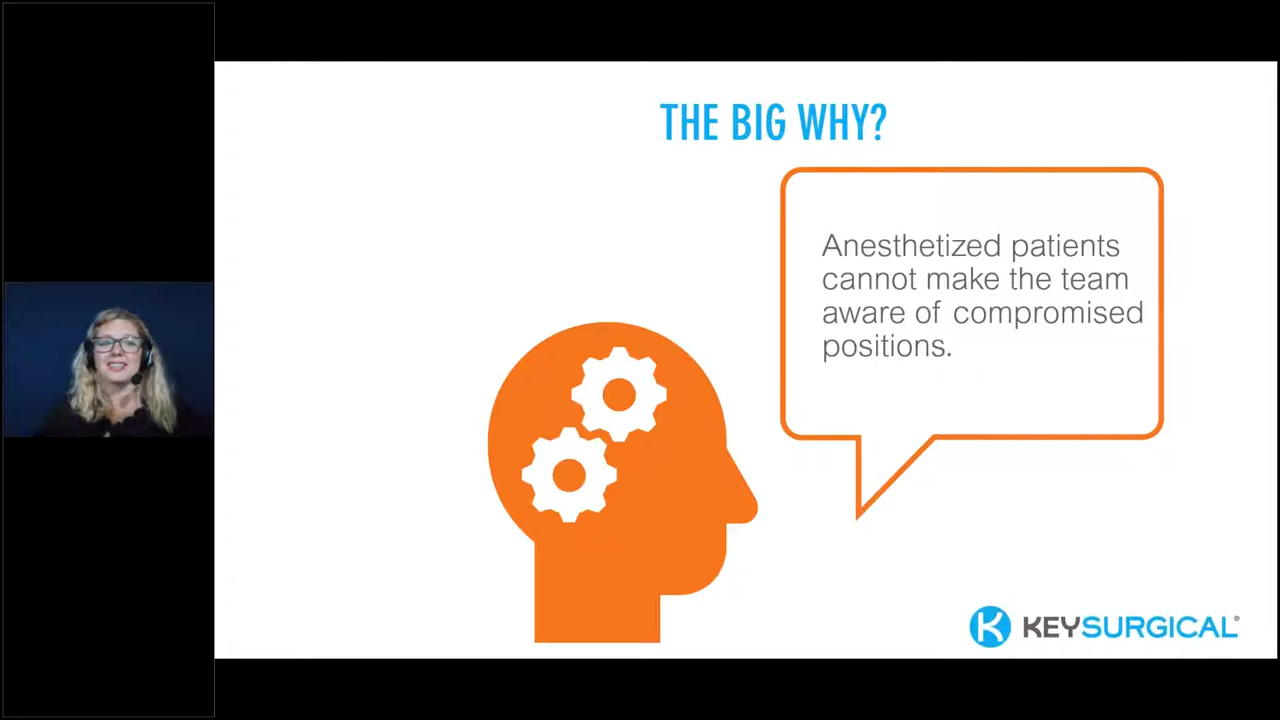 THE BIG WHY?
Anesthetized patients
cannot make the team
aware of compromised
positions.
KEYSURGICAL®